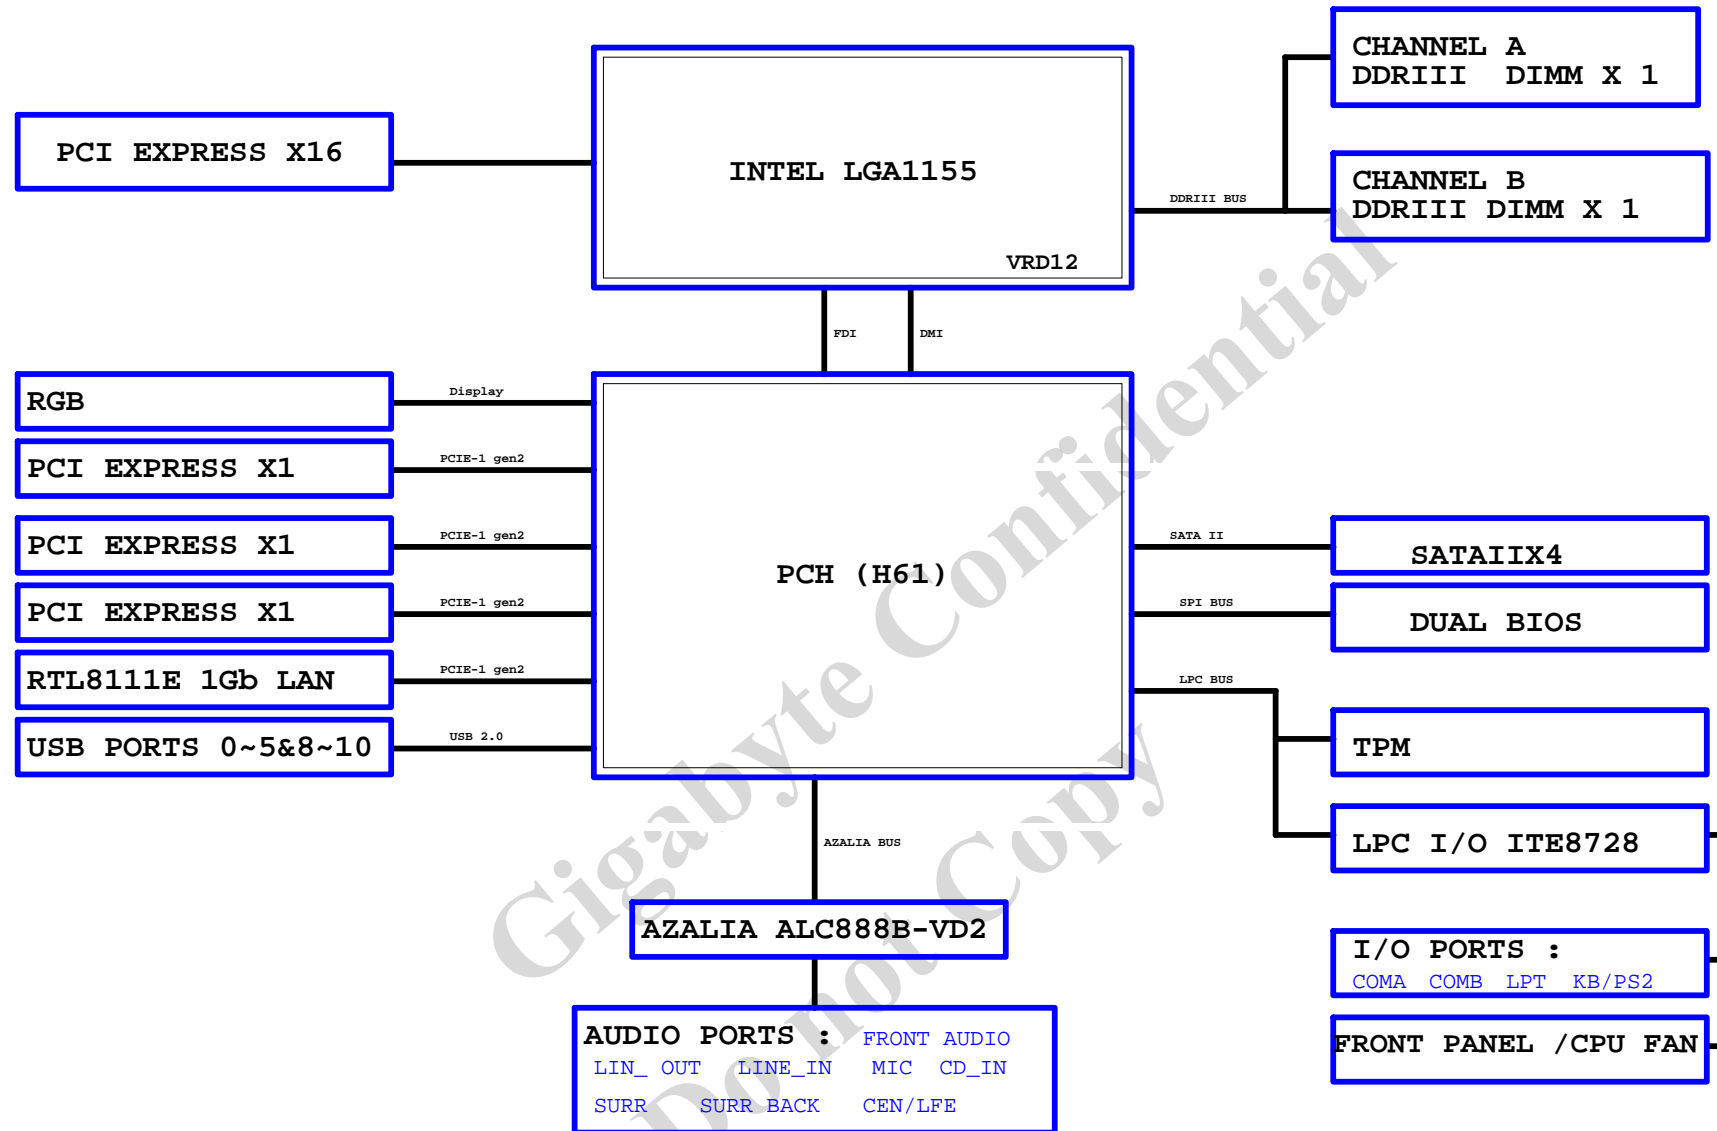 CHANNEL A
DDRIII DIMM X 1
PCI EXPRESS X16
INTEL LGA1155
VRD12
DDRIII BUS
CHANNEL B
DDRIII DIMM X 1
FDI
DMI
RGB
Display
PCI EXPRESS X1
PCIE-1 gen2
PCI EXPRESS X1
PCIE-1 gen2
PCI EXPRESS X1
PCIE-1 gen2
RTL8111E 1Gb LAN
PCIE-1 gen2
USB PORTS 0~5&8~10
USB 2.0
PCH (H61)
SATA II
SATAIIX4
SPI BUS
DUAL BIOS
LPC BUS
TPM
LPC I/O ITE8728
AZALIA BUS
AZALIA ALC888B-VD2
AUDIO PORTS : FRONT AUDIO
LIN_ OUT LINE_IN MIC CD_IN
SURR SURR BACK CEN/LFE
I/O PORTS :
COMA COMB LPT KB/PS2
FRONT PANEL /CPU FAN
Gigabyte Confidential
Do not Copy